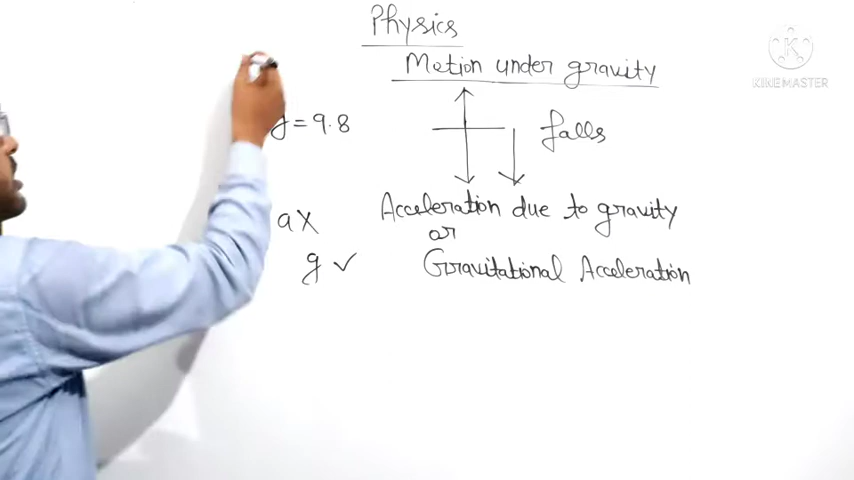 Physics
Motion under gravity
g = 9.8
falls
a X
Acceleration due to gravity
or
g ✓
Gravitational Acceleration
KINEMASTER